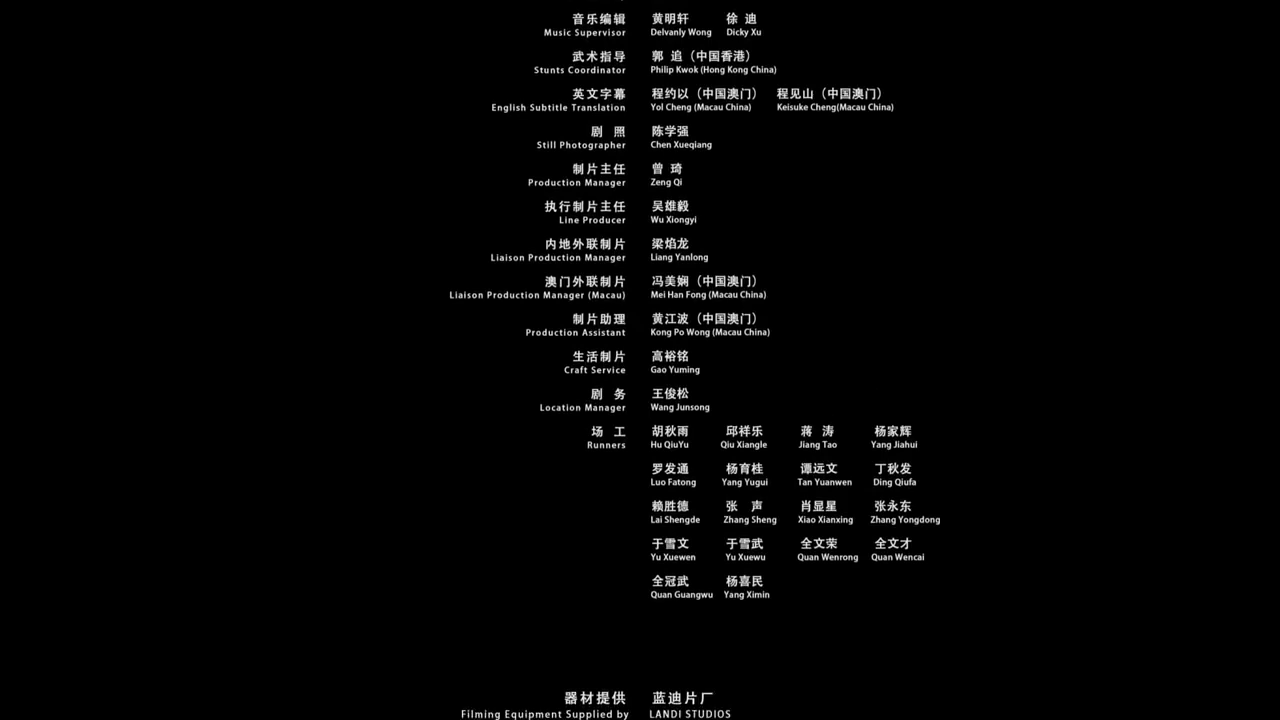 音乐编辑 黄明轩 徐 迪
Music Supervisor Delvanly Wong Dicky Xu
武术指导 郭 追（中国香港）
Stunts Coordinator Philip Kwok (Hong Kong China)
英文字幕 程约以（中国澳门） 程见山（中国澳门）
English Subtitle Translation Yol Cheng (Macau China) Keisuke Cheng(Macau China)
剧 照 陈学强
Still Photographer Chen Xueqiang
制片主任 曾 琦
Production Manager Zeng Qi
执行制片主任 吴雄毅
Line Producer Wu Xiongyi
内地外联制片 梁焰龙
Liaison Production Manager Liang Yanlong
澳门外联制片 冯美娴（中国澳门）
Liaison Production Manager (Macau) Mei Han Fong (Macau China)
制片助理 黄江波（中国澳门）
Production Assistant Kong Po Wong (Macau China)
生活制片 高裕铭
Craft Service Gao Yuming
剧 务 王俊松
Location Manager Wang Junsong
场 工 胡秋雨 邱祥乐 蒋 涛 杨家辉
Runners Hu QiuYu Qiu Xiangle Jiang Tao Yang Jiahui
罗发通 杨育桂 谭远文 丁秋发
Luo Fatong Yang Yugui Tan Yuanwen Ding Qiufa
赖胜德 张 声 肖显星 张永东
Lai Shengde Zhang Sheng Xiao Xianxing Zhang Yongdong
于雪文 于雪武 全文荣 全文才
Yu Xuewen Yu Xuewu Quan Wenrong Quan Wencai
全冠武 杨喜民
Quan Guangwu Yang Ximin
器材提供 蓝迪片厂
Filming Equipment Supplied by LANDI STUDIOS